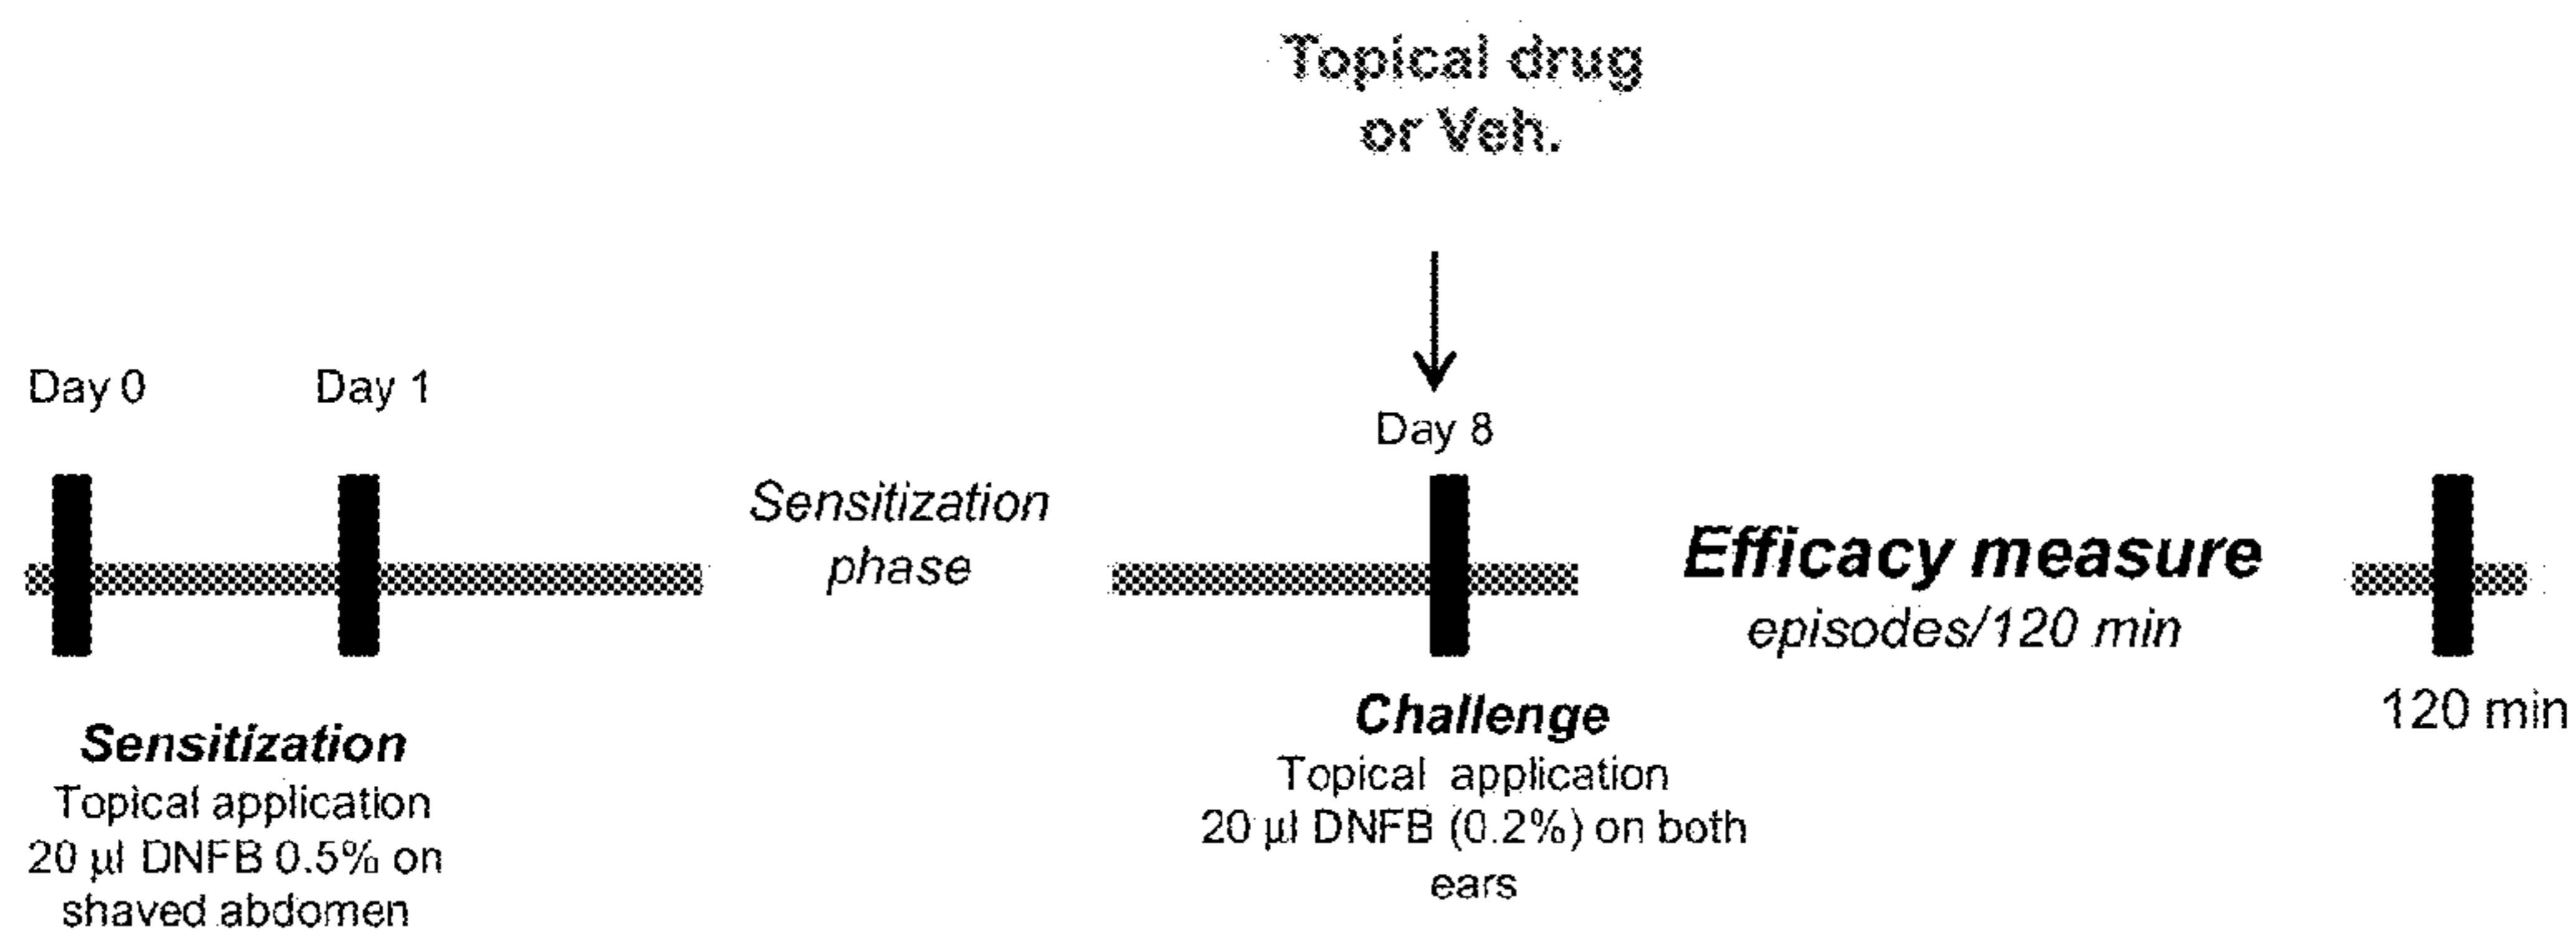 Topical drug
or Veh.
Day 0
Day 1
Day 8
Sensitization
phase
Efficacy measure
episodes/120 min
120 min
Sensitization
Topical application
20 µl DNFB 0.5% on
shaved abdomen
Challenge
Topical application
20 µl DNFB (0.2%) on both
ears